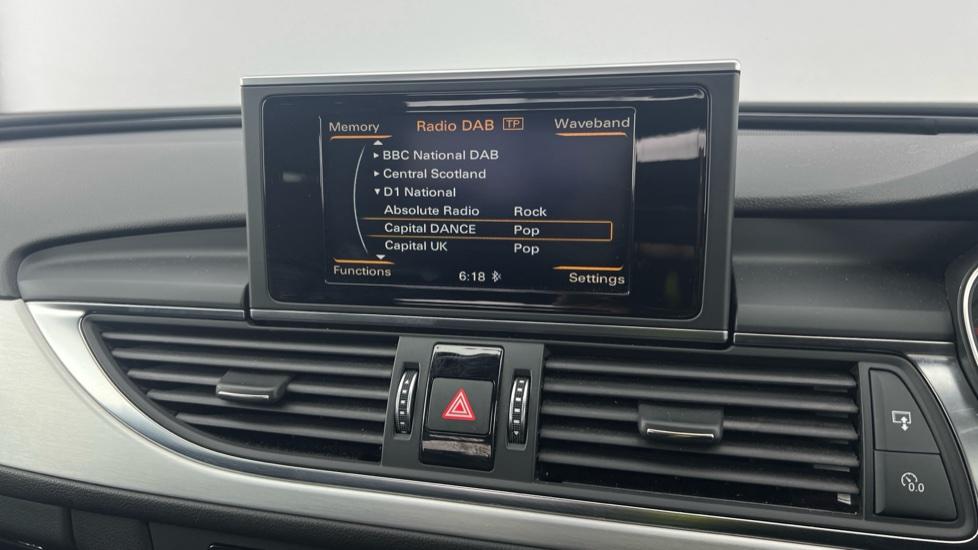 Memory Radio DAB TP Waveband
BBC National DAB
Central Scotland
D1 National
Absolute Radio Rock
Capital DANCE Pop
Capital UK Pop
Functions 6:18 Settings
0.0